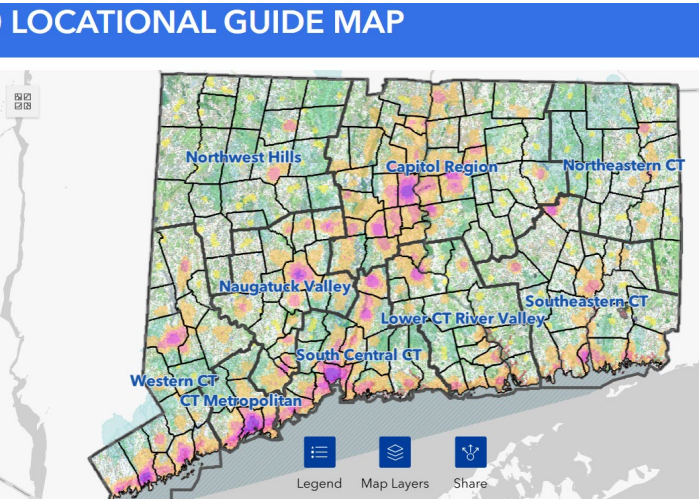 LOCATIONAL GUIDE MAP
Northwest Hills
Capitol Region
Northeastern CT
Naugatuck Valley
Southeastern CT
Lower CT River Valley
South Central CT
Western CT
CT Metropolitan
Legend
Map Layers
Share